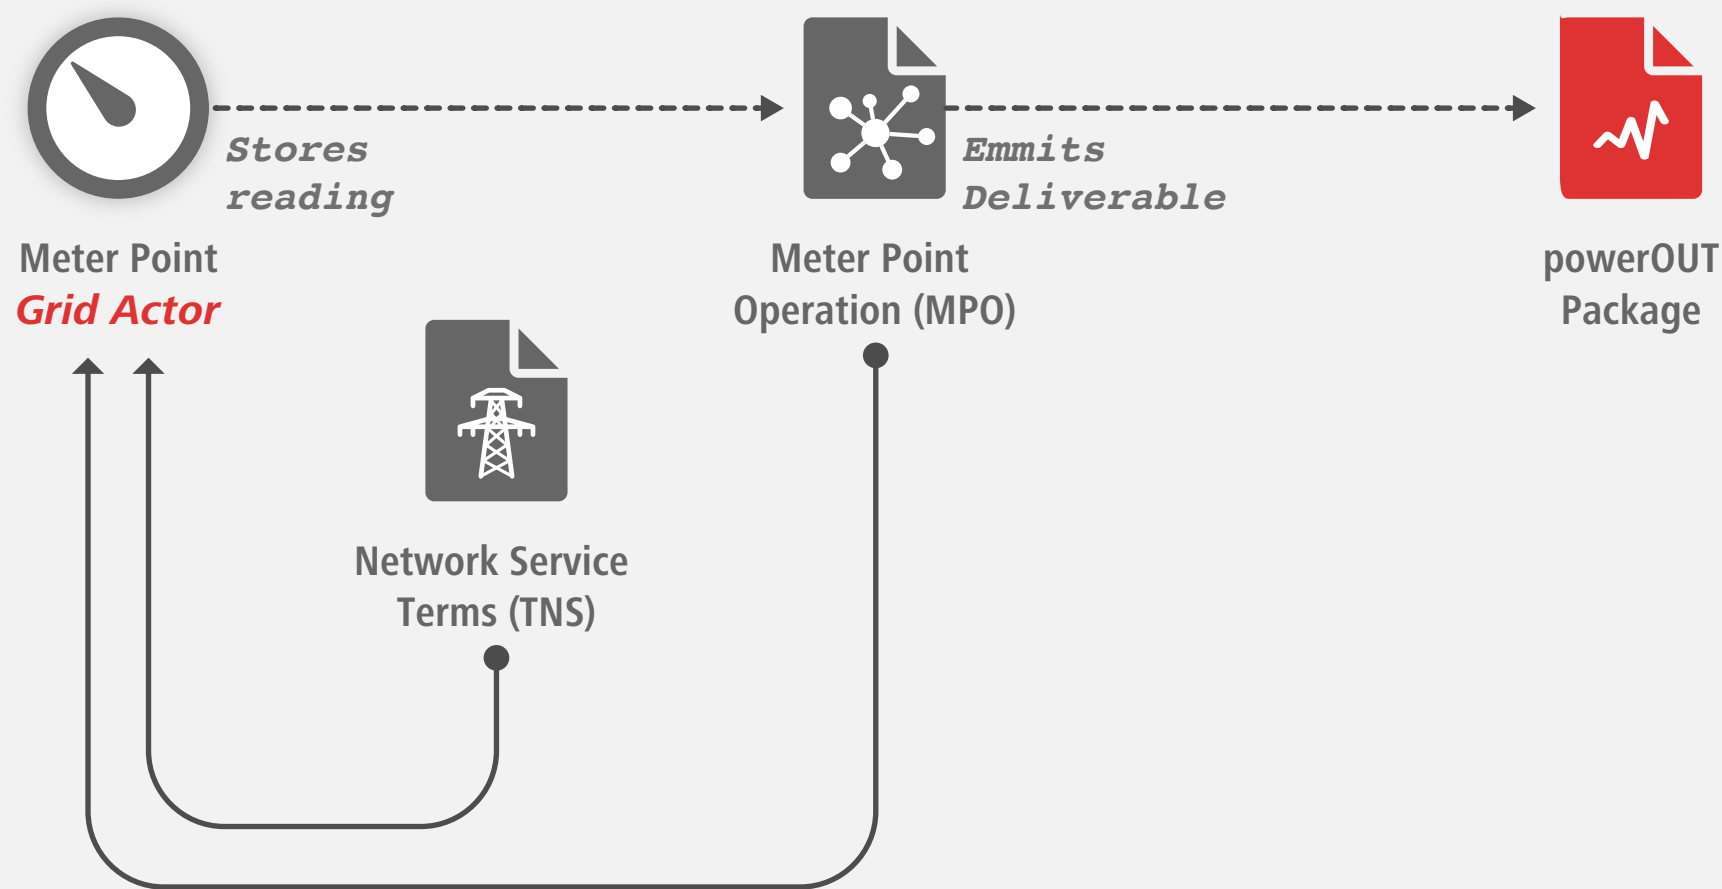 Stores
reading
Emmits
Deliverable
Meter Point
Grid Actor
Meter Point
Operation (MPO)
powerOUT
Package
Network Service
Terms (TNS)